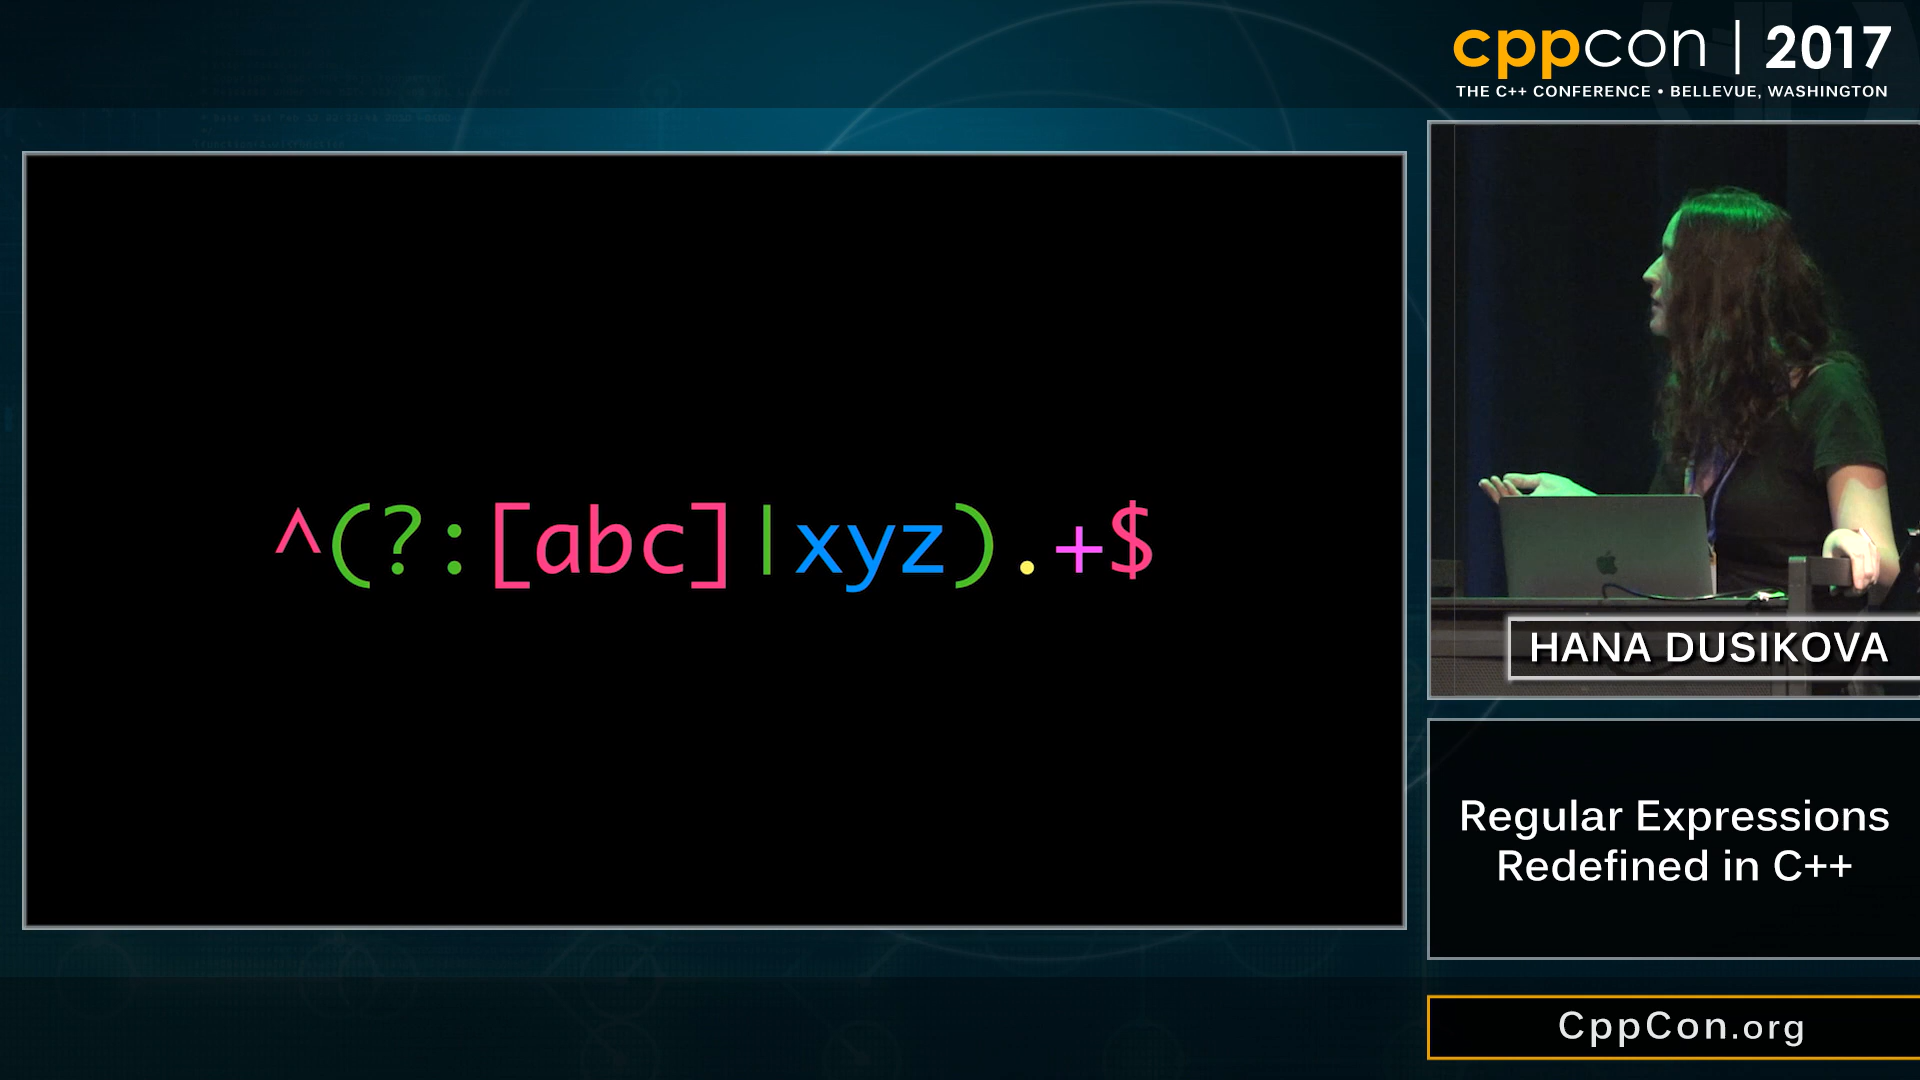 cppcon | 2017
THE C++ CONFERENCE • BELLEVUE, WASHINGTON
^(?:[abc]|xyz).+$
HANA DUSIKOVA
Regular Expressions
Redefined in C++
CppCon.org